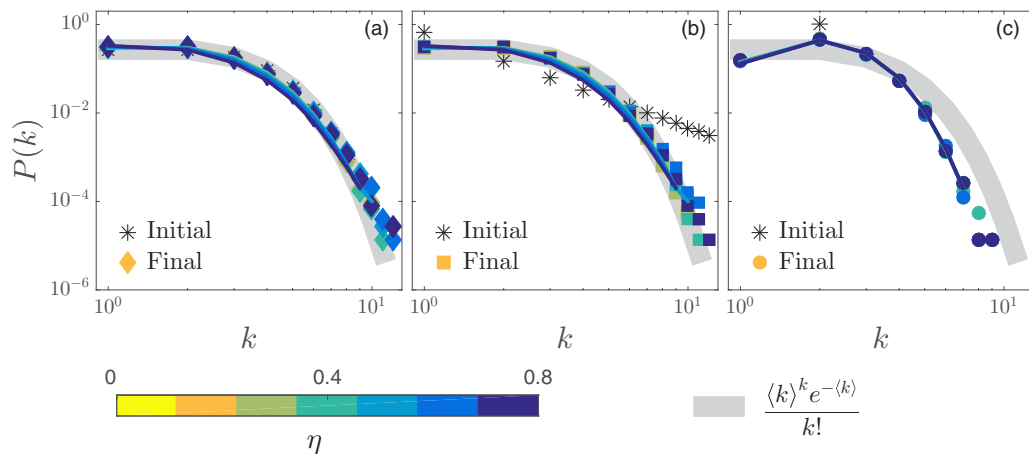 (a) (b) (c)
10^0
10^-2
10^-4
10^-6
P(k)
Initial Initial Initial
Final Final Final
10^0 10^1 10^0 10^1 10^0 10^1
k k k
0 0.4 0.8
η
⟨k⟩^k e^-⟨k⟩
k!